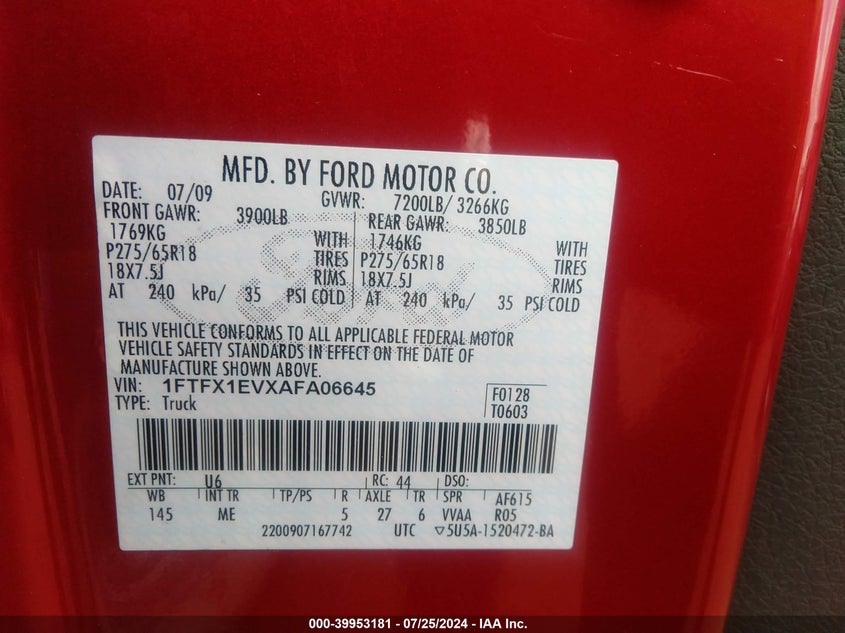 MFD. BY FORD MOTOR CO.
DATE: 07/09 GVWR: 7200LB/ 3266KG
FRONT GAWR: 3900LB REAR GAWR: 3850LB
1769KG WITH 1746KG WITH
P275/65R18 TIRES P275/65R18 TIRES
18X7.5J RIMS 18X7.5J RIMS
AT 240 kPa/ 35 PSI COLD AT 240 kPa/ 35 PSI COLD
THIS VEHICLE CONFORMS TO ALL APPLICABLE FEDERAL MOTOR
VEHICLE SAFETY STANDARDS IN EFFECT ON THE DATE OF
MANUFACTURE SHOWN ABOVE.
VIN: 1FTFX1EVXAFA06645 F0128
TYPE: Truck T0603
EXT PNT: U6 RC: 44 DSO:
WB INT TR TP/PS R AXLE TR SPR AF615
145 ME 5 27 6 VVAA R05
2200907167742 UTC ▽5U5A-1520472-BA
Ford
000-39953181 - 07/25/2024 - IAA Inc.